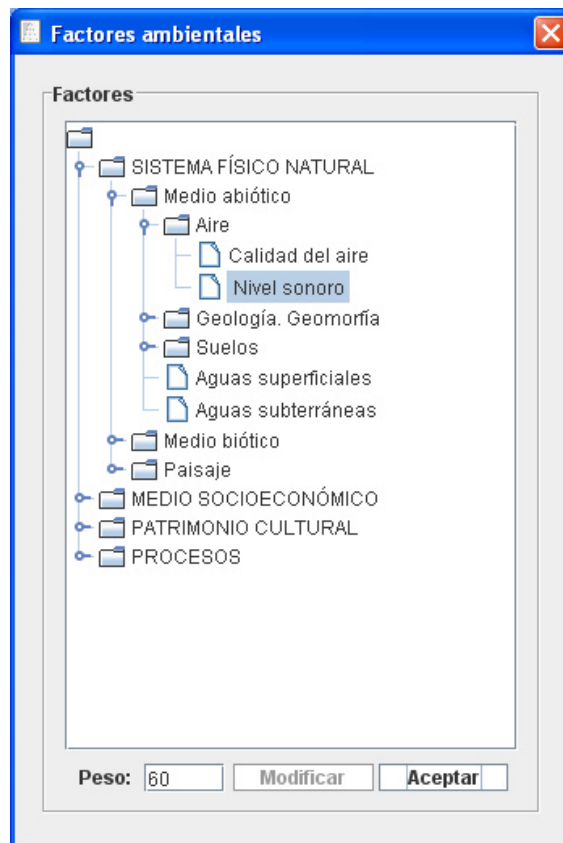 Factores ambientales
Factores
SISTEMA FÍSICO NATURAL
Medio abiótico
Aire
Calidad del aire
Nivel sonoro
Geología. Geomorfía
Suelos
Aguas superficiales
Aguas subterráneas
Medio biótico
Paisaje
MEDIO SOCIOECONÓMICO
PATRIMONIO CULTURAL
PROCESOS
Peso: 60 Modificar Aceptar